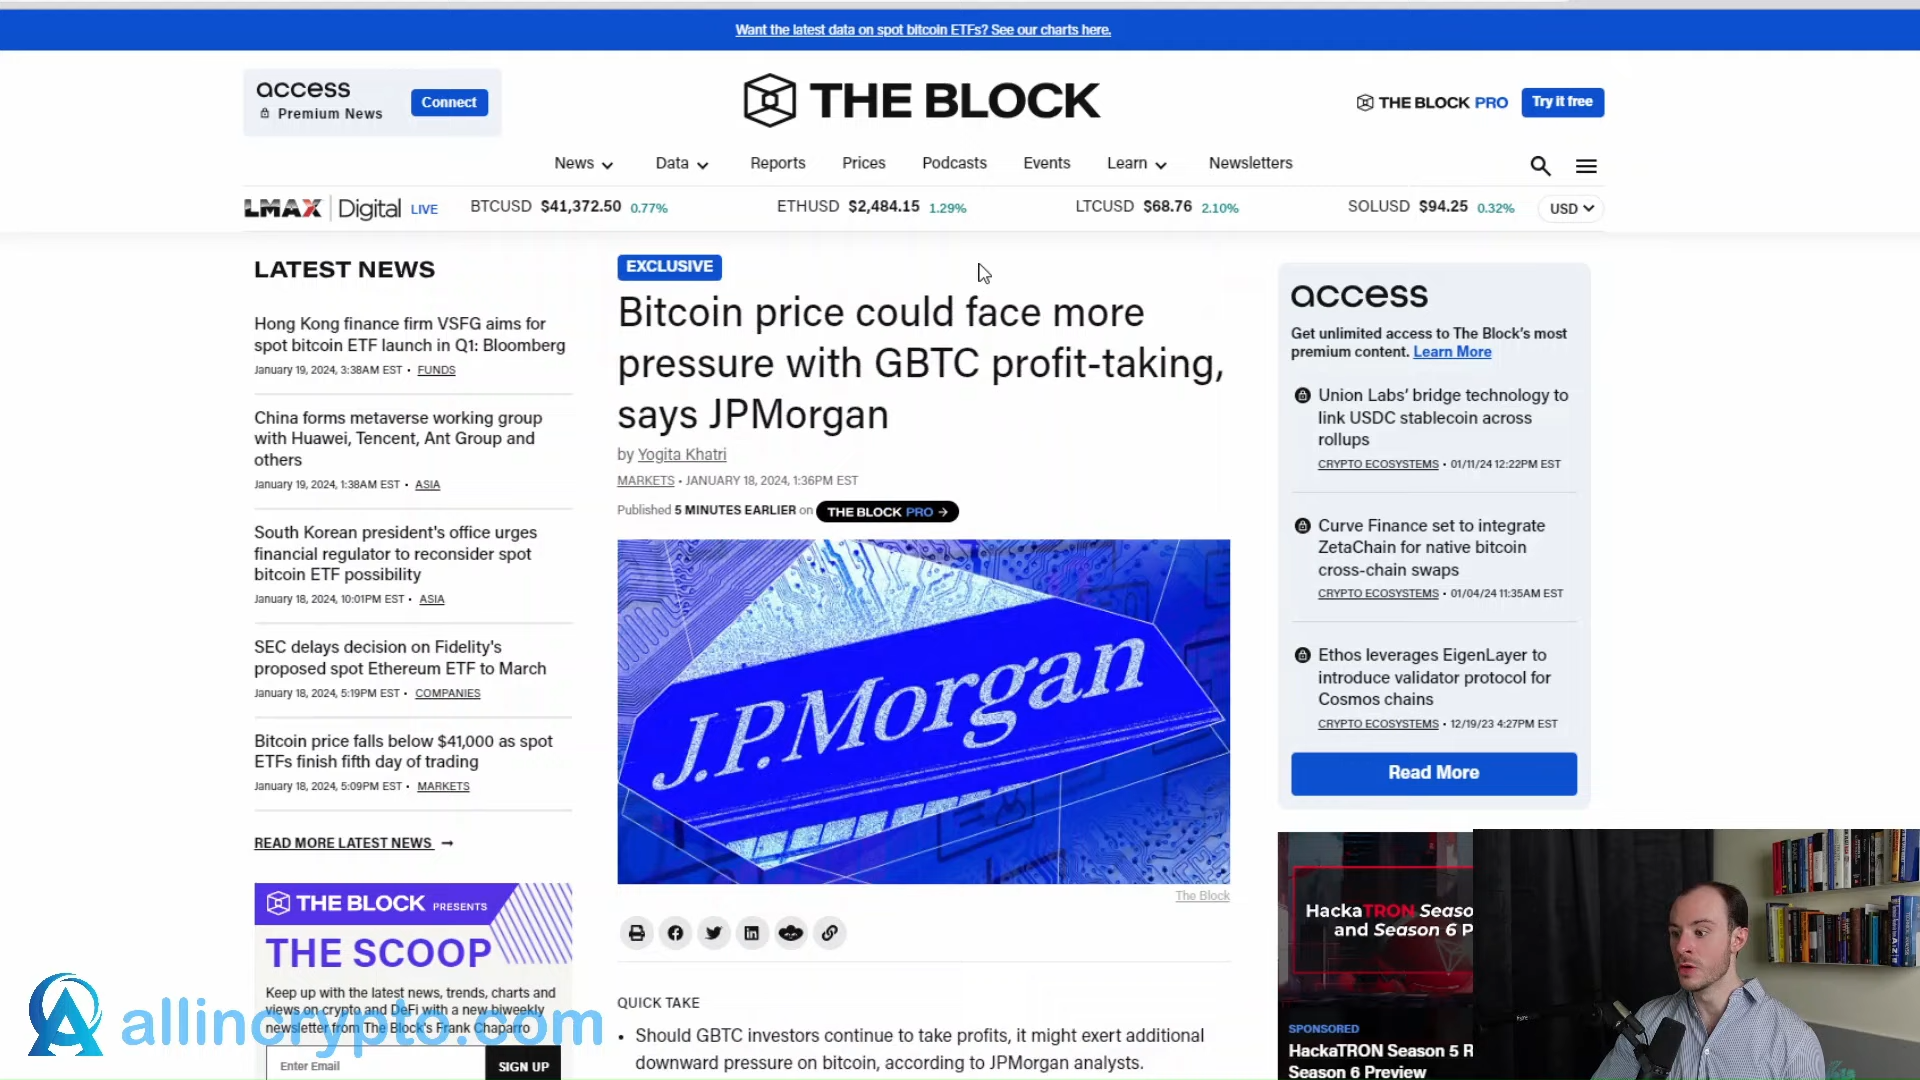 Want the latest data on spot bitcoin ETFs? See our charts here.
access
Premium News
Connect
THE BLOCK
THE BLOCK PRO
Try it free
News
Data
Reports
Prices
Podcasts
Events
Learn
Newsletters
LMAX Digital LIVE
BTCUSD $41,372.50 0.77%
ETHUSD $2,484.15 1.29%
LTCUSD $68.76 2.10%
SOLUSD $94.25 0.32%
USD
LATEST NEWS
Hong Kong finance firm VSFG aims for
spot bitcoin ETF launch in Q1: Bloomberg
January 19, 2024, 3:38AM EST • FUNDS
China forms metaverse working group
with Huawei, Tencent, Ant Group and
others
January 19, 2024, 1:38AM EST • ASIA
South Korean president's office urges
financial regulator to reconsider spot
bitcoin ETF possibility
January 18, 2024, 10:01PM EST • ASIA
SEC delays decision on Fidelity's
proposed spot Ethereum ETF to March
January 18, 2024, 5:19PM EST • COMPANIES
Bitcoin price falls below $41,000 as spot
ETFs finish fifth day of trading
January 18, 2024, 5:09PM EST • MARKETS
READ MORE LATEST NEWS →
THE BLOCK PRESENTS
THE SCOOP
Keep up with the latest news, trends, charts and
views on crypto and DeFi with a new biweekly
newsletter from The Block's Frank Chaparro
Enter Email
SIGN UP
allincrypto.com
EXCLUSIVE
Bitcoin price could face more
pressure with GBTC profit-taking,
says JPMorgan
by Yogita Khatri
MARKETS • JANUARY 18, 2024, 1:36PM EST
Published 5 MINUTES EARLIER on THE BLOCK PRO →
J.P.Morgan
The Block
QUICK TAKE
• Should GBTC investors continue to take profits, it might exert additional
downward pressure on bitcoin, according to JPMorgan analysts.
access
Get unlimited access to The Block's most
premium content. Learn More
Union Labs' bridge technology to
link USDC stablecoin across
rollups
CRYPTO ECOSYSTEMS • 01/11/24 12:22PM EST
Curve Finance set to integrate
ZetaChain for native bitcoin
cross-chain swaps
CRYPTO ECOSYSTEMS • 01/04/24 11:35AM EST
Ethos leverages EigenLayer to
introduce validator protocol for
Cosmos chains
CRYPTO ECOSYSTEMS • 12/19/23 4:27PM EST
Read More
HackaTRON Seaso
and Season 6 P
SPONSORED
HackaTRON Season 5 R
Season 6 Preview